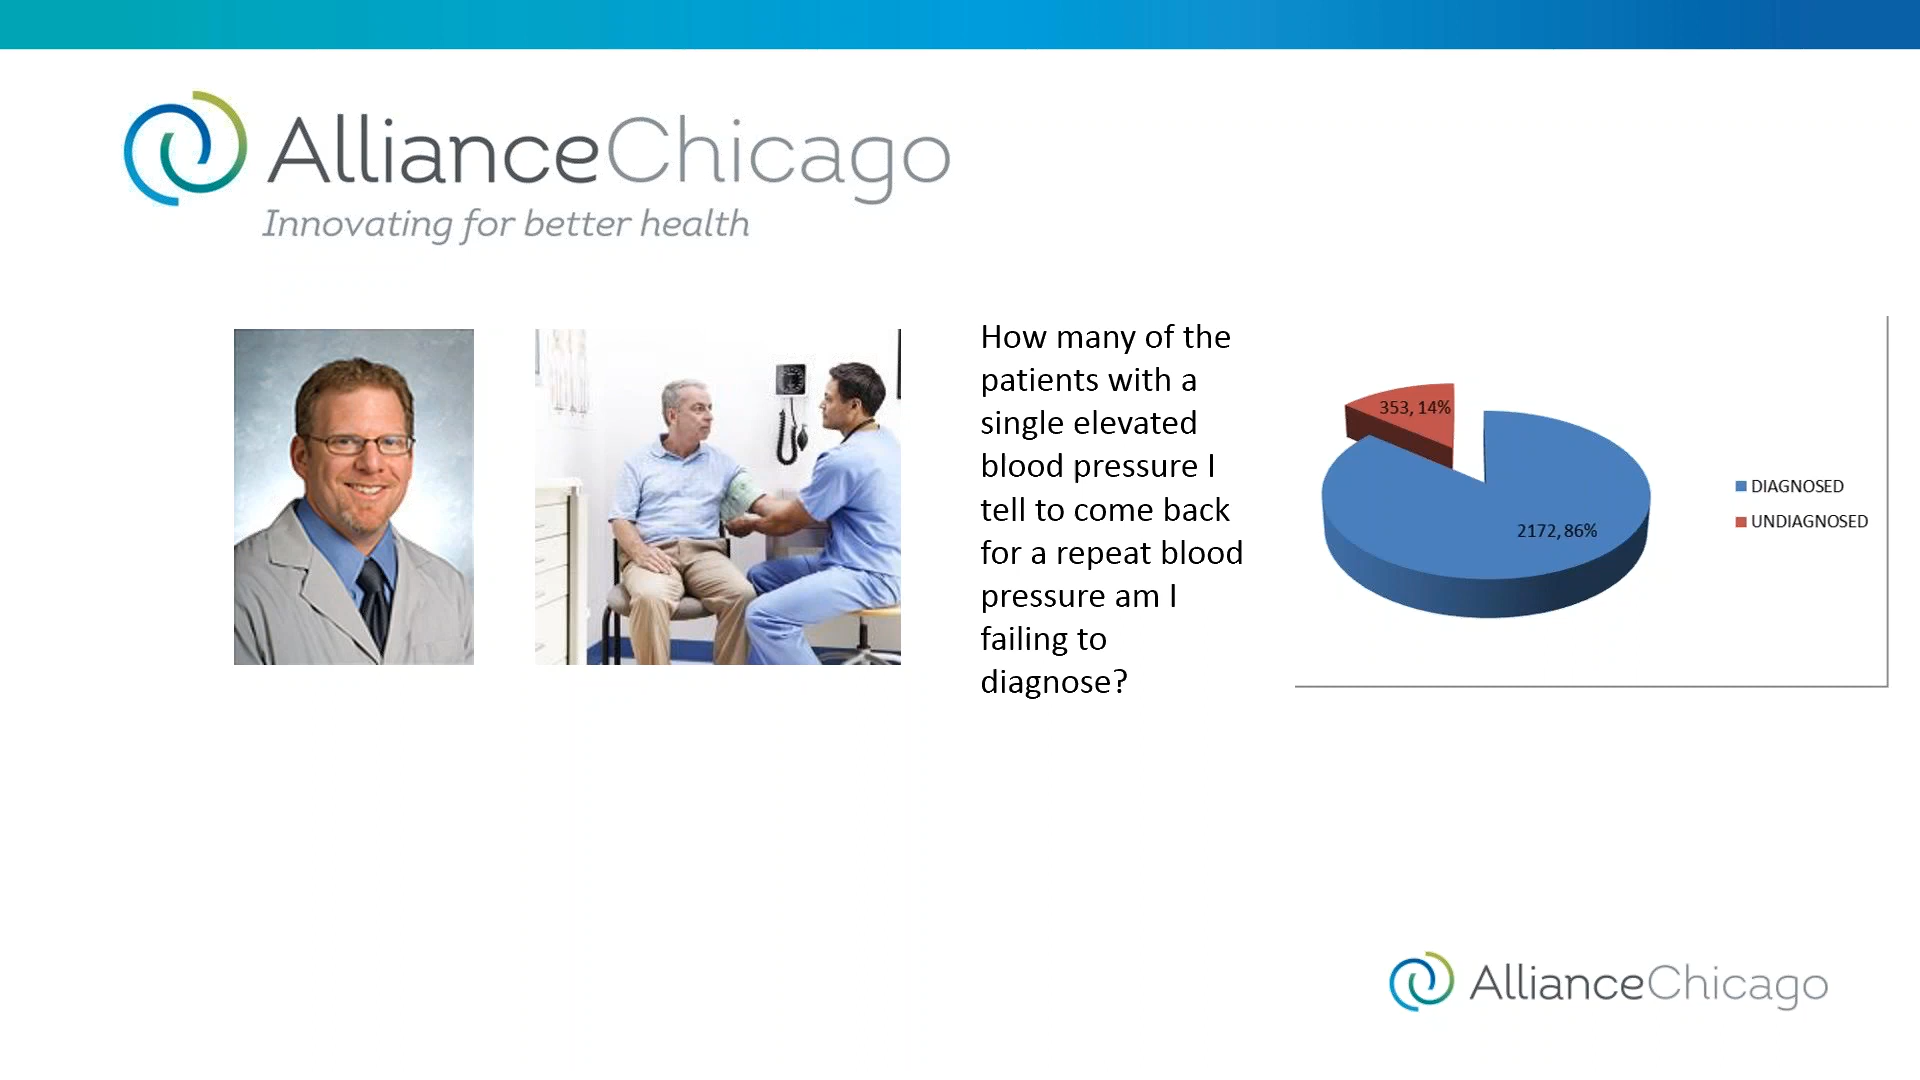 AllianceChicago
Innovating for better health
How many of the
patients with a
single elevated
blood pressure I
tell to come back
for a repeat blood
pressure am I
failing to
diagnose?
353, 14%
2172, 86%
DIAGNOSED
UNDIAGNOSED
AllianceChicago